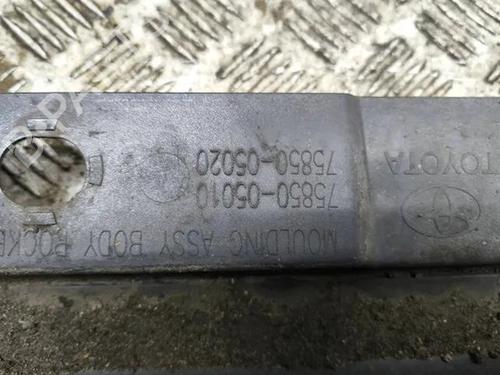 TOYOTA
MOULDING ASSY BODY ROCKE
75850-05010
75850-05020